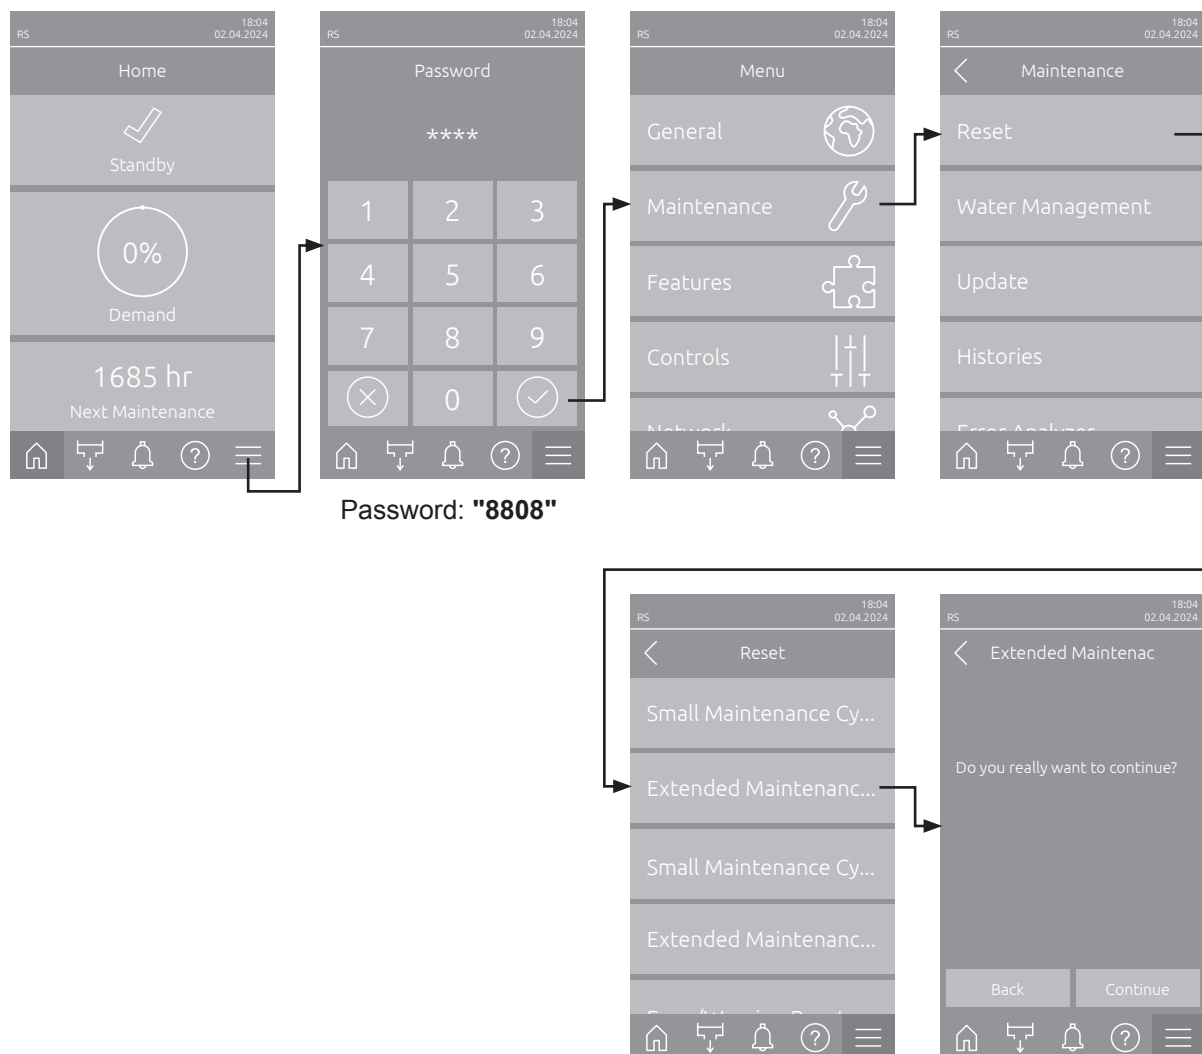 18:04
RS 02.04.2024
Home
Standby
0%
Demand
1685 hr
Next Maintenance
?
18:04
RS 02.04.2024
Password
****
1 2 3
4 5 6
7 8 9
0
?
Password: "8808"
18:04
RS 02.04.2024
Menu
General
Maintenance
Features
Controls
Network
?
18:04
RS 02.04.2024
Maintenance
Reset
Water Management
Update
Histories
Error Analyzer
?
18:04
RS 02.04.2024
Reset
Small Maintenance Cy...
Extended Maintenanc...
Small Maintenance Cy...
Extended Maintenanc...
?
18:04
RS 02.04.2024
Extended Maintenac
Do you really want to continue?
Back Continue
?